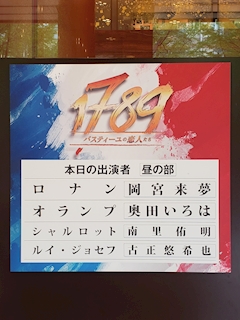 1789
バスティーユの恋人たち
本日の出演者 昼の部
ロナン 岡宮来夢
オランプ 奥田いろは
シャルロット 南里侑明
ルイ・ジョセフ 古正悠希也